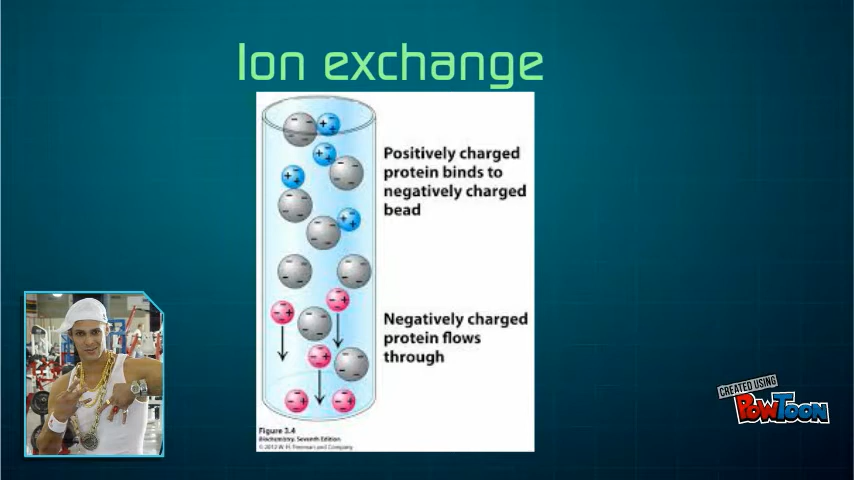 Ion exchange
Positively charged
protein binds to
negatively charged
bead
Negatively charged
protein flows
through
Figure 3.4
Biochemistry, Seventh Edition
© 2012 W. H. Freeman and Company
CREATED USING
POWTOON